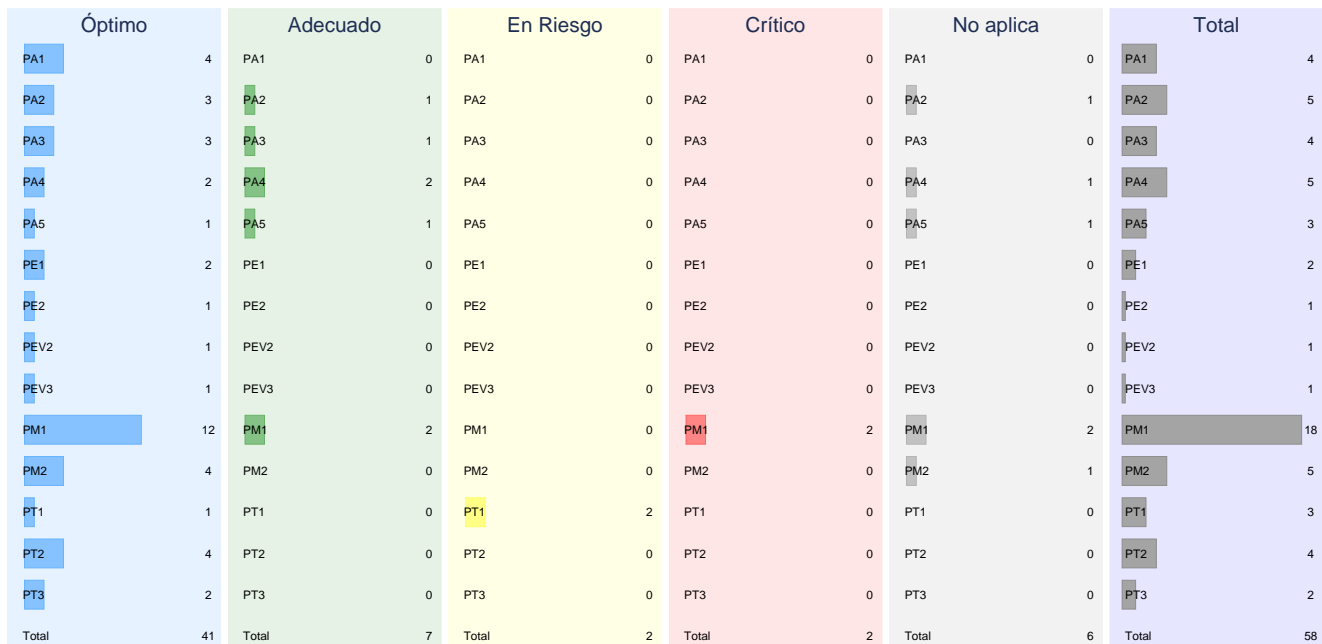 Óptimo Adecuado En Riesgo Crítico No aplica Total
PA1 4 PA1 0 PA1 0 PA1 0 PA1 0 PA1 4
PA2 3 PA2 1 PA2 0 PA2 0 PA2 1 PA2 5
PA3 3 PA3 1 PA3 0 PA3 0 PA3 0 PA3 4
PA4 2 PA4 2 PA4 0 PA4 0 PA4 1 PA4 5
PA5 1 PA5 1 PA5 0 PA5 0 PA5 1 PA5 3
PE1 2 PE1 0 PE1 0 PE1 0 PE1 0 PE1 2
PE2 1 PE2 0 PE2 0 PE2 0 PE2 0 PE2 1
PEV2 1 PEV2 0 PEV2 0 PEV2 0 PEV2 0 PEV2 1
PEV3 1 PEV3 0 PEV3 0 PEV3 0 PEV3 0 PEV3 1
PM1 12 PM1 2 PM1 0 PM1 2 PM1 2 PM1 18
PM2 4 PM2 0 PM2 0 PM2 0 PM2 1 PM2 5
PT1 1 PT1 0 PT1 2 PT1 0 PT1 0 PT1 3
PT2 4 PT2 0 PT2 0 PT2 0 PT2 0 PT2 4
PT3 2 PT3 0 PT3 0 PT3 0 PT3 0 PT3 2
Total 41 Total 7 Total 2 Total 2 Total 6 Total 58